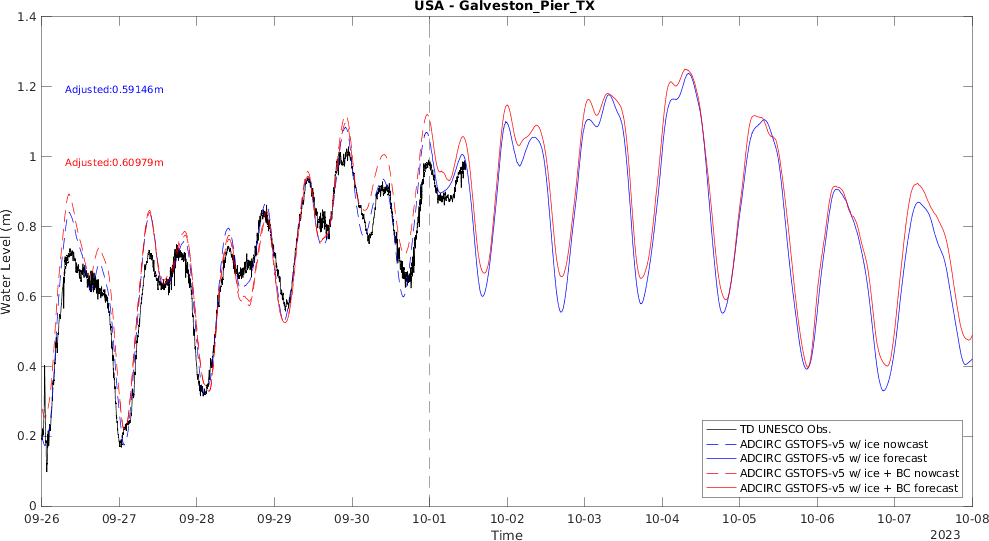 USA - Galveston_Pier_TX
1.4
1.2
1
0.8
0.6
0.4
0.2
0
Water Level (m)
Adjusted:0.59146m
Adjusted:0.60979m
TD UNESCO Obs.
ADCIRC GSTOFS-v5 w/ ice nowcast
ADCIRC GSTOFS-v5 w/ ice forecast
ADCIRC GSTOFS-v5 w/ ice + BC nowcast
ADCIRC GSTOFS-v5 w/ ice + BC forecast
09-26 09-27 09-28 09-29 09-30 10-01 10-02 10-03 10-04 10-05 10-06 10-07 10-08
Time
2023